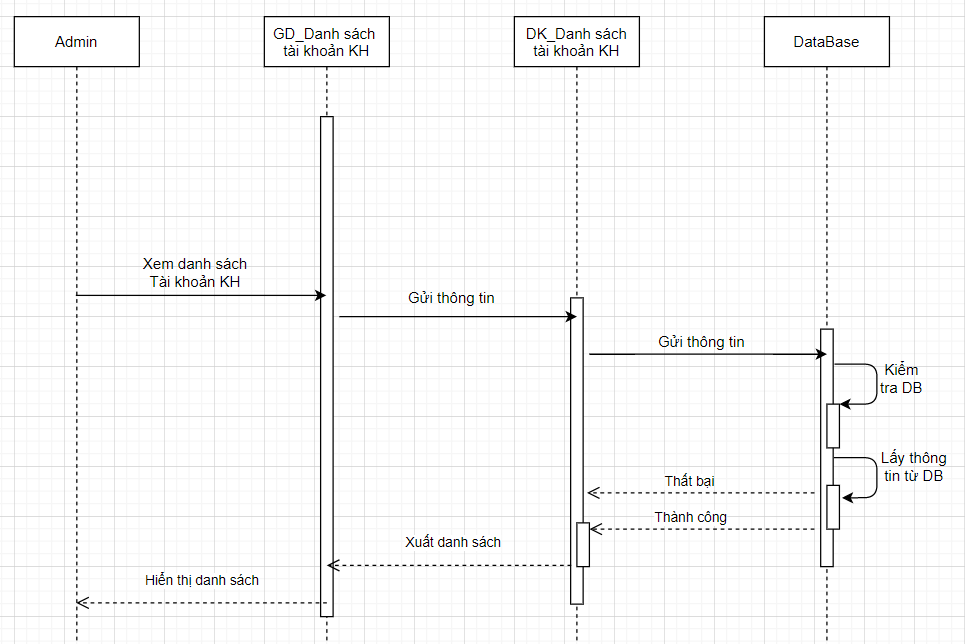 Admin
GD_Danh sách
tài khoản KH
DK_Danh sách
tài khoản KH
DataBase
Xem danh sách
Tài khoản KH
Gửi thông tin
Gửi thông tin
Kiểm
tra DB
Lấy thông
tin từ DB
Thất bại
Thành công
Xuất danh sách
Hiển thị danh sách